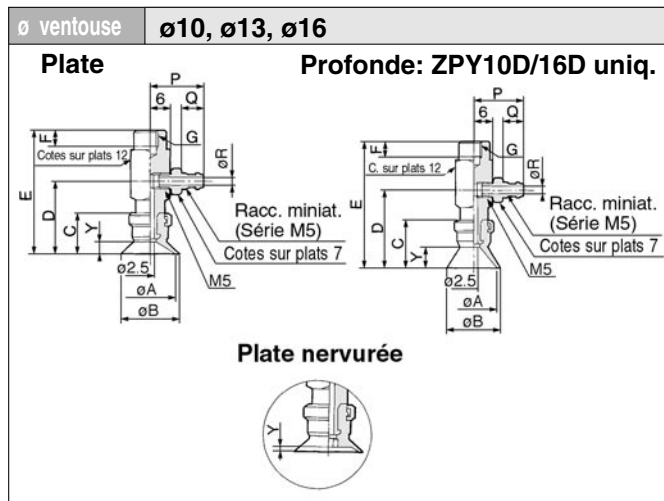 ø ventouse ø10, ø13, ø16
Plate
Profonde: ZPY10D/16D uniq.
P
6 Q
F
G
Cotes sur plats 12
E
D
C
Y
øR
Racc. miniat.
(Série M5)
Cotes sur plats 7
ø2.5
M5
øA
øB
P
6 Q
F
G
C. sur plats 12
E
D
C
Y
øR
Racc. miniat.
(Série M5)
Cotes sur plats 7
ø2.5
M5
øA
øB
Plate nervurée
Y